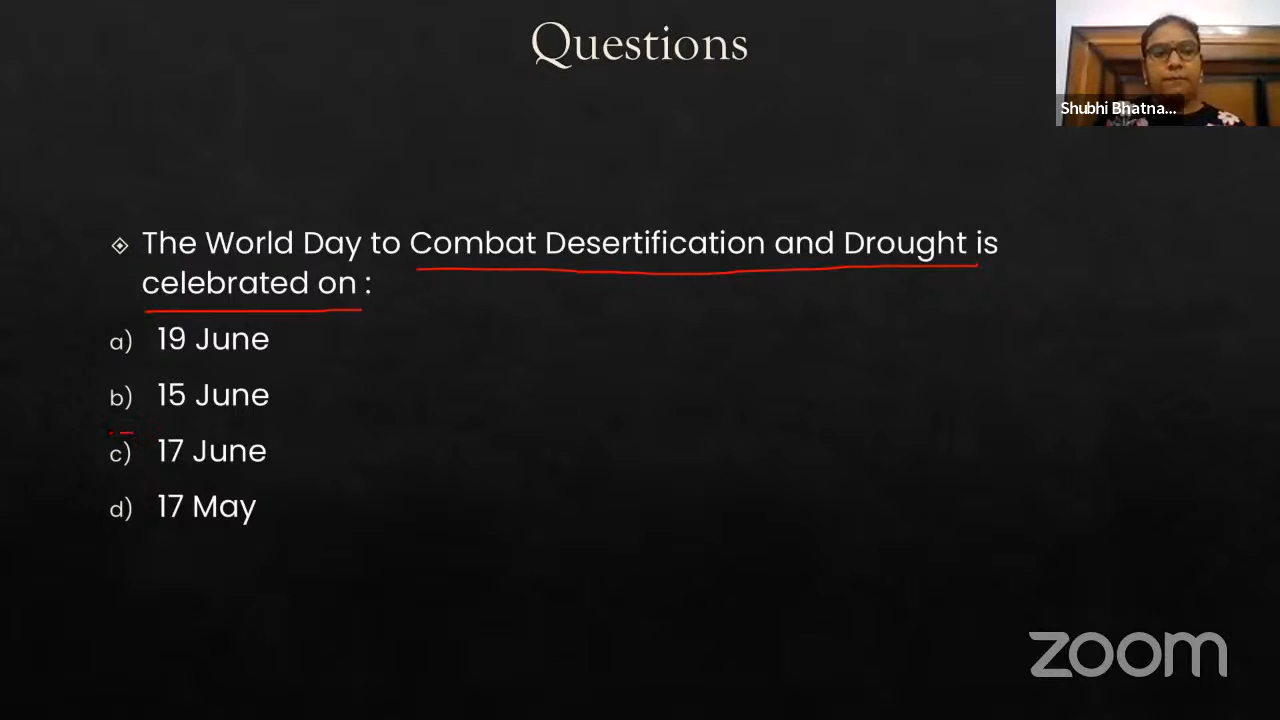 Questions
Shubhi Bhatna...
The World Day to Combat Desertification and Drought is
celebrated on :
a) 19 June
b) 15 June
c) 17 June
d) 17 May
zoom